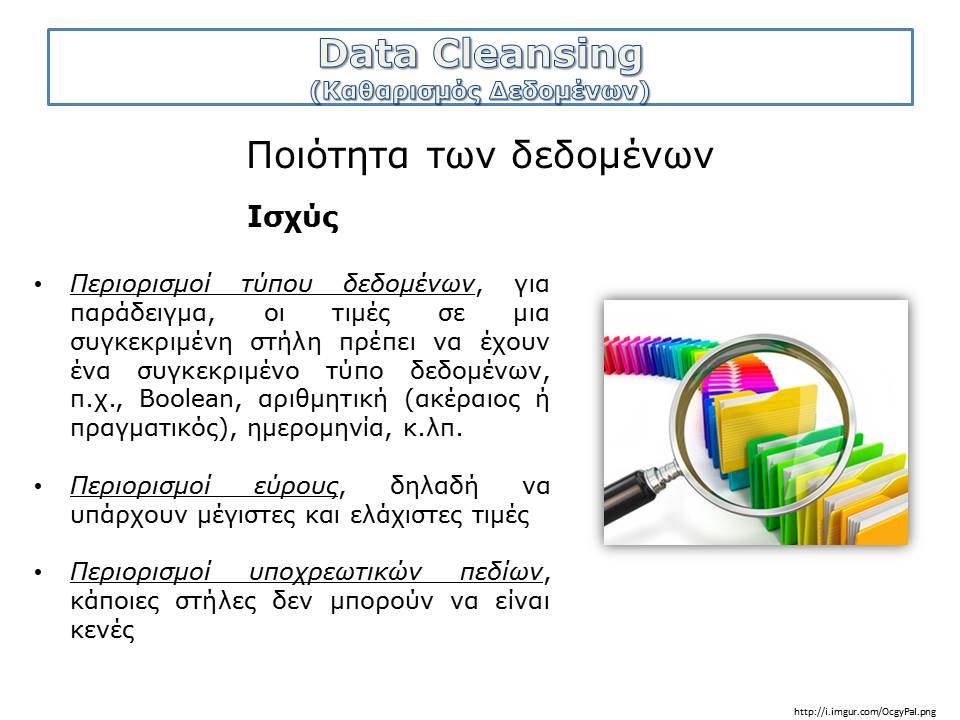 Data Cleansing
(Καθαρισμός Δεδομένων)
Ποιότητα των δεδομένων
Ισχύς
• Περιορισμοί τύπου δεδομένων, για
παράδειγμα, οι τιμές σε μια
συγκεκριμένη στήλη πρέπει να έχουν
ένα συγκεκριμένο τύπο δεδομένων,
π.χ., Boolean, αριθμητική (ακέραιος ή
πραγματικός), ημερομηνία, κ.λπ.
• Περιορισμοί εύρους, δηλαδή να
υπάρχουν μέγιστες και ελάχιστες τιμές
• Περιορισμοί υποχρεωτικών πεδίων,
κάποιες στήλες δεν μπορούν να είναι
κενές
http://i.imgur.com/OcgyPal.png